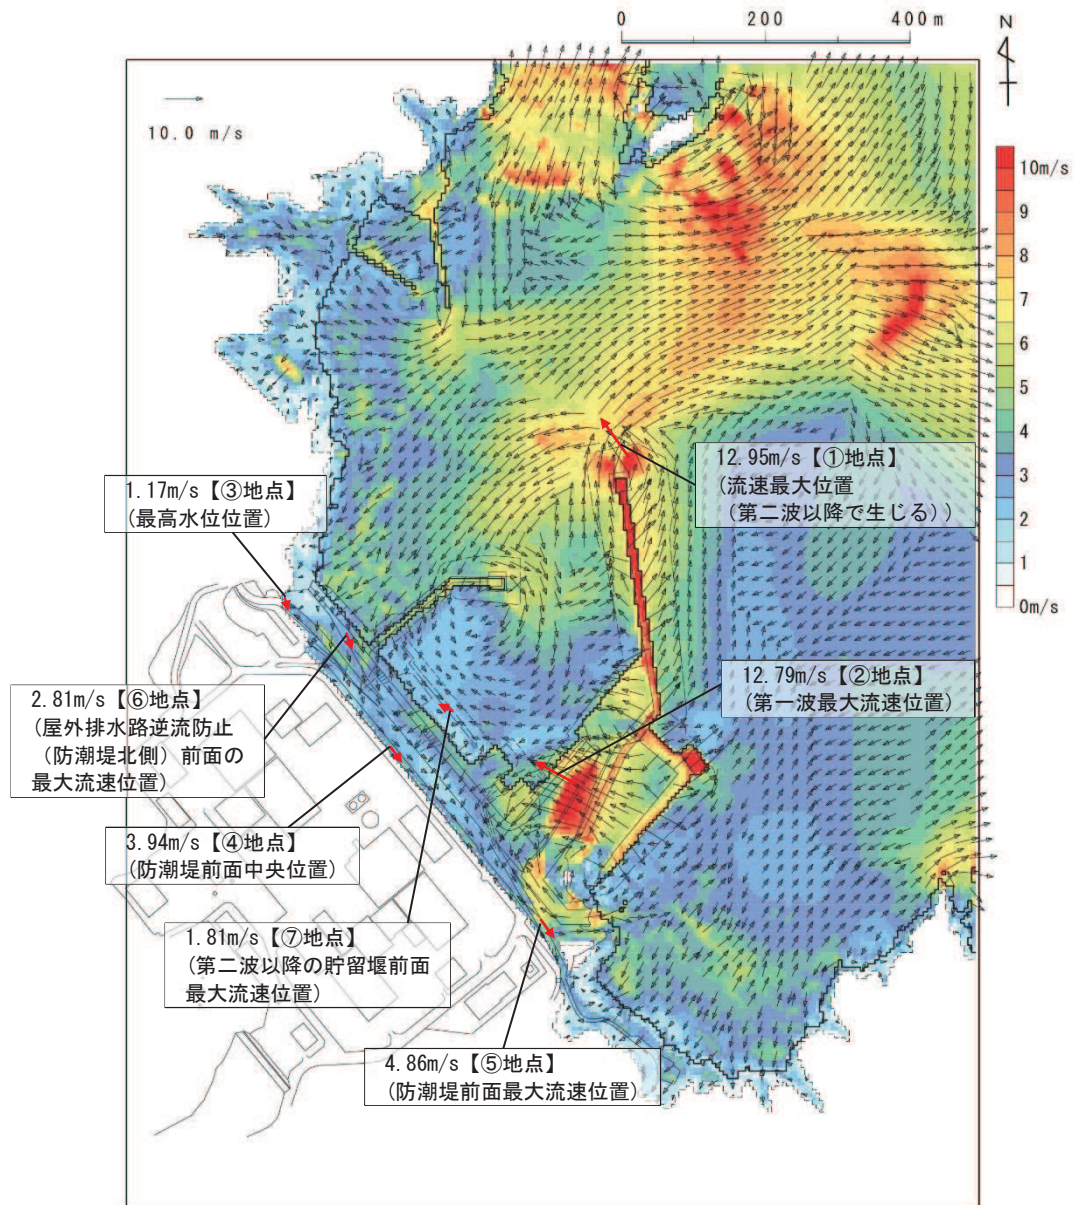 0 200 400m
N
10.0 m/s
10m/s
9
8
7
6
5
4
3
2
1
0m/s
12.95m/s【①地点】
(流速最大位置
(第二波以降で生じる))
1.17m/s【③地点】
(最高水位位置)
12.79m/s【②地点】
(第一波最大流速位置)
2.81m/s【⑥地点】
(屋外排水路逆流防止
(防潮堤北側)前面の
最大流速位置)
3.94m/s【④地点】
(防潮堤前面中央位置)
1.81m/s【⑦地点】
(第二波以降の貯留堰前面
最大流速位置)
4.86m/s【⑤地点】
(防潮堤前面最大流速位置)